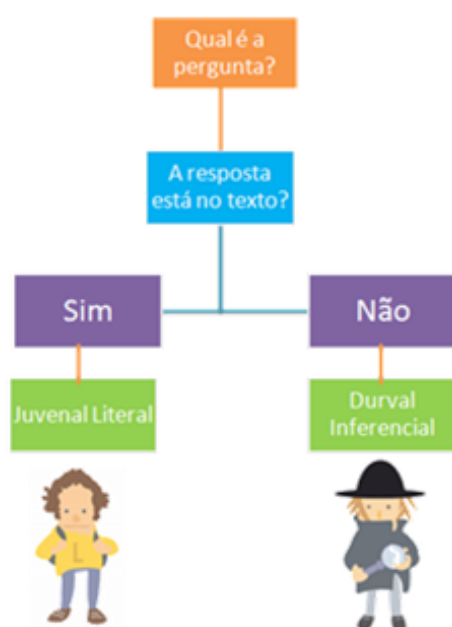 Qual é a
pergunta?
A resposta
está no texto?
Sim
Não
Juvenal Literal
Durval
Inferencial
L